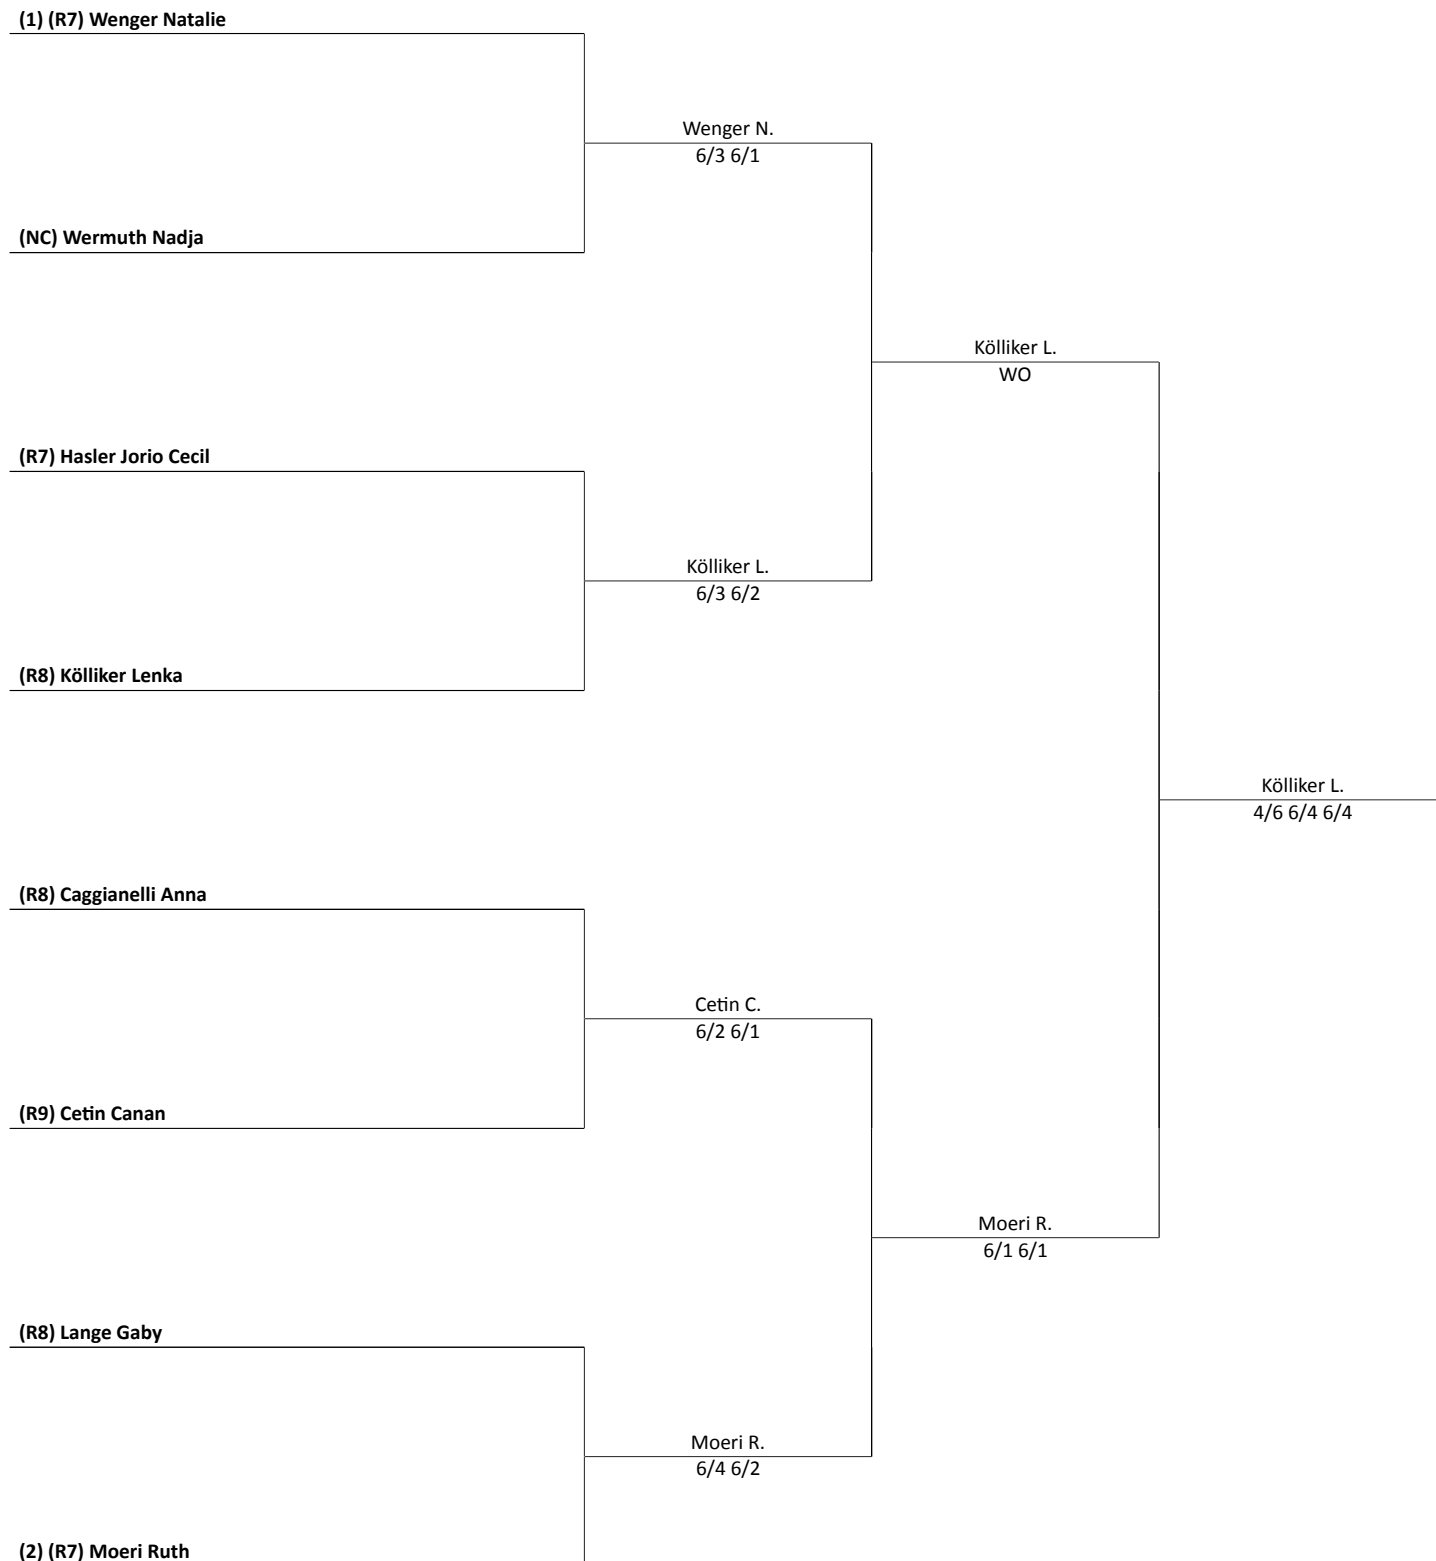 (1) (R7) Wenger Natalie
Wenger N.
6/3 6/1
(NC) Wermuth Nadja
Kölliker L.
WO
(R7) Hasler Jorio Cecil
Kölliker L.
6/3 6/2
(R8) Kölliker Lenka
Kölliker L.
4/6 6/4 6/4
(R8) Caggianelli Anna
Cetin C.
6/2 6/1
(R9) Cetin Canan
Moeri R.
6/1 6/1
(R8) Lange Gaby
Moeri R.
6/4 6/2
(2) (R7) Moeri Ruth